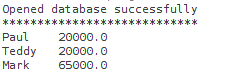 Opened database successfully
****************************
Paul    20000.0
Teddy   20000.0
Mark    65000.0